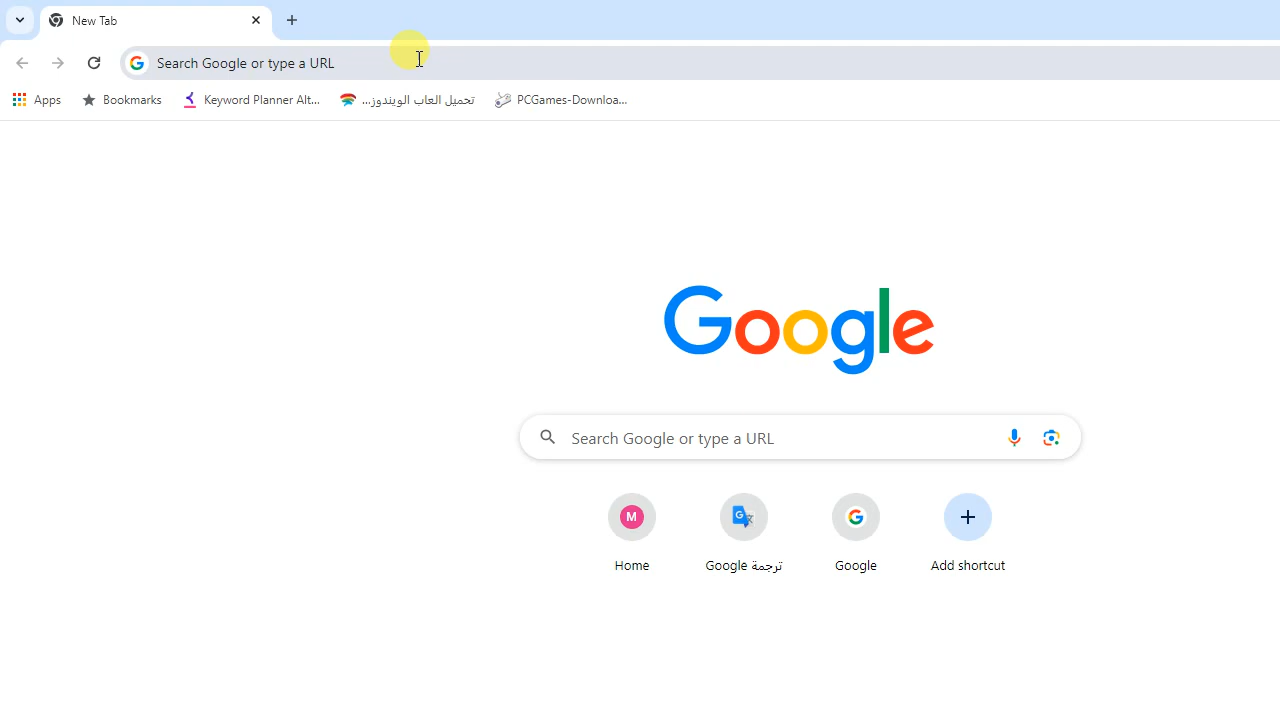 New Tab
Search Google or type a URL
Apps
Bookmarks
Keyword Planner Alt...
تحميل العاب الويندوز...
PCGames-Downloa...
Google
Search Google or type a URL
M
Home
ترجمة Google
Google
Add shortcut